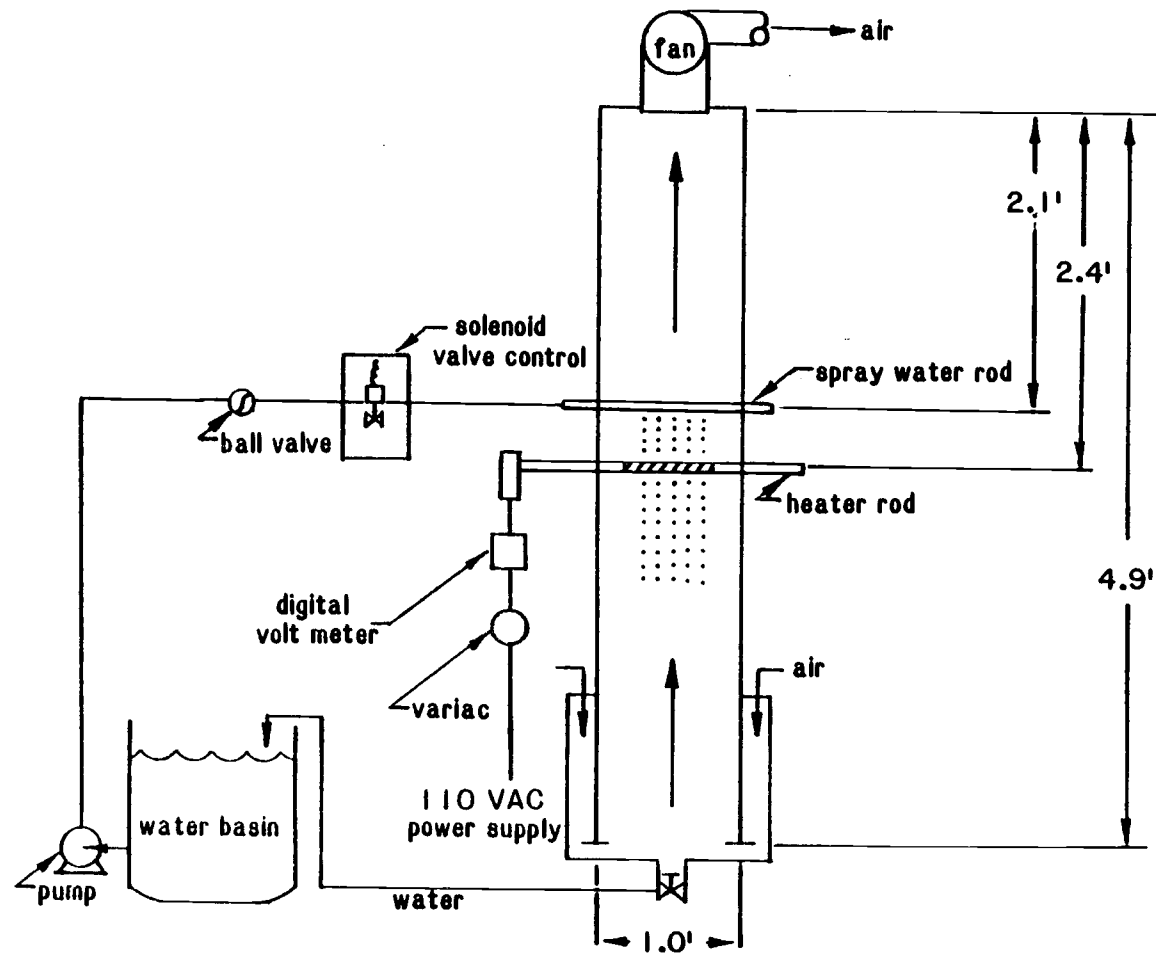 fan
air
2.1'
2.4'
solenoid
valve control
spray water rod
ball valve
heater rod
4.9'
digital
volt meter
air
variac
110 VAC
power supply
water basin
pump
water
1.0'